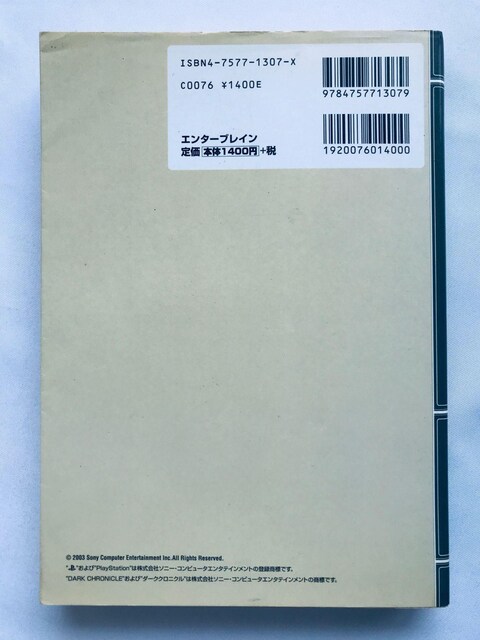 ISBN4-7577-1307-X
C0076 ¥1400E
9784757713079
エンターブレイン
定価 本体1400円+税
1920076014000
© 2003 Sony Computer Entertainment Inc. All Rights Reserved.
"PS"および"PlayStation"は株式会社ソニー・コンピュータエンタテインメントの登録商標です。
"DARK CHRONICLE"および"ダーククロニクル"は株式会社ソニー・コンピュータエンタテインメントの商標です。